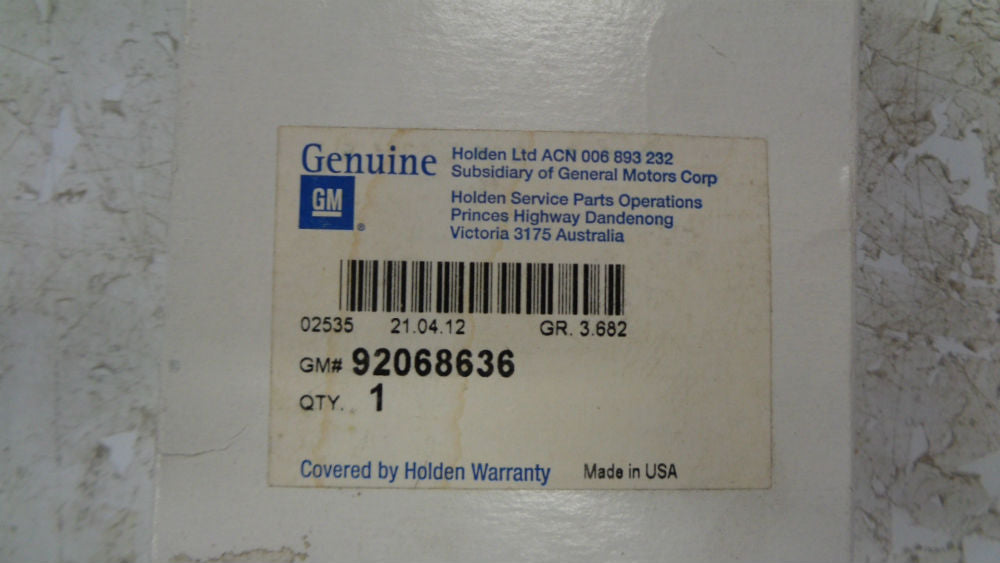 Genuine
GM
®
Holden Ltd ACN 006 893 232
Subsidiary of General Motors Corp
Holden Service Parts Operations
Princes Highway Dandenong
Victoria 3175 Australia
02535 21.04.12 GR. 3.682
GM# 92068636
QTY. 1
Covered by Holden Warranty Made in USA